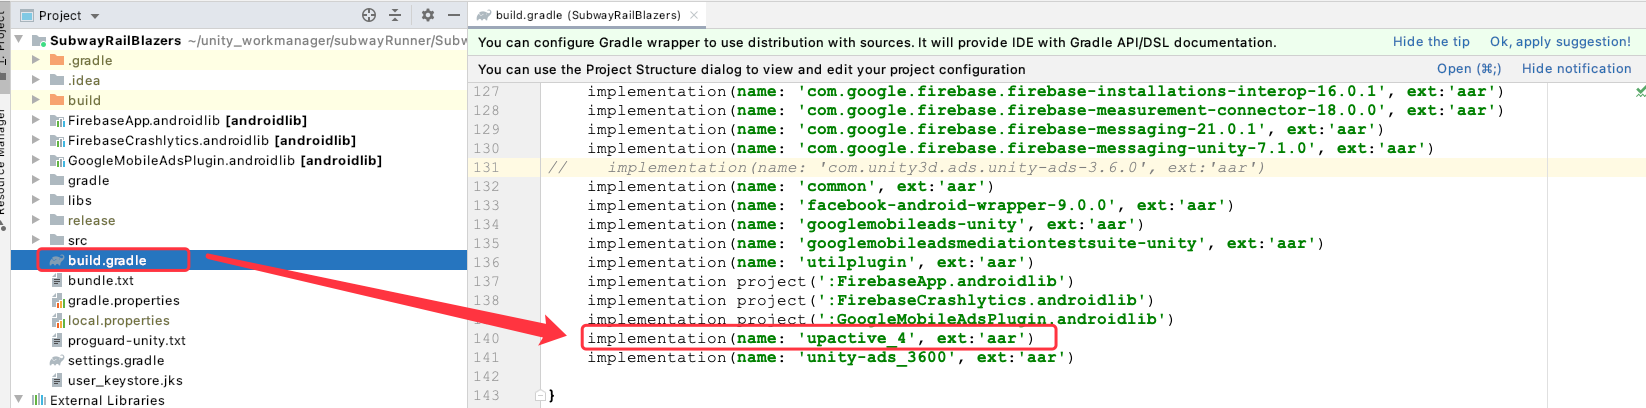 Project
SubwayRailBlazers ~/unity_workmanager/subwayRunner/Sub
.gradle
.idea
build
FirebaseApp.androidlib [androidlib]
FirebaseCrashlytics.androidlib [androidlib]
GoogleMobileAdsPlugin.androidlib [androidlib]
gradle
libs
release
src
build.gradle
bundle.txt
gradle.properties
local.properties
proguard-unity.txt
settings.gradle
user_keystore.jks
External Libraries
1: Project
Resource Manager
build.gradle (SubwayRailBlazers)
You can configure Gradle wrapper to use distribution with sources. It will provide IDE with Gradle API/DSL documentation. Hide the tip Ok, apply suggestion!
You can use the Project Structure dialog to view and edit your project configuration Open (⌘;) Hide notification
127 implementation(name: 'com.google.firebase.firebase-installations-interop-16.0.1', ext:'aar')
128 implementation(name: 'com.google.firebase.firebase-measurement-connector-18.0.0', ext:'aar')
129 implementation(name: 'com.google.firebase.firebase-messaging-21.0.1', ext:'aar')
130 implementation(name: 'com.google.firebase.firebase-messaging-unity-7.1.0', ext:'aar')
131 // implementation(name: 'com.unity3d.ads.unity-ads-3.6.0', ext:'aar')
132 implementation(name: 'common', ext:'aar')
133 implementation(name: 'facebook-android-wrapper-9.0.0', ext:'aar')
134 implementation(name: 'googlemobileads-unity', ext:'aar')
135 implementation(name: 'googlemobileadsmediationtestsuite-unity', ext:'aar')
136 implementation(name: 'utilplugin', ext:'aar')
137 implementation project(':FirebaseApp.androidlib')
138 implementation project(':FirebaseCrashlytics.androidlib')
implementation project(':GoogleMobileAdsPlugin.androidlib')
140 implementation(name: 'upactive_4', ext:'aar')
141 implementation(name: 'unity-ads_3600', ext:'aar')
142
143 }